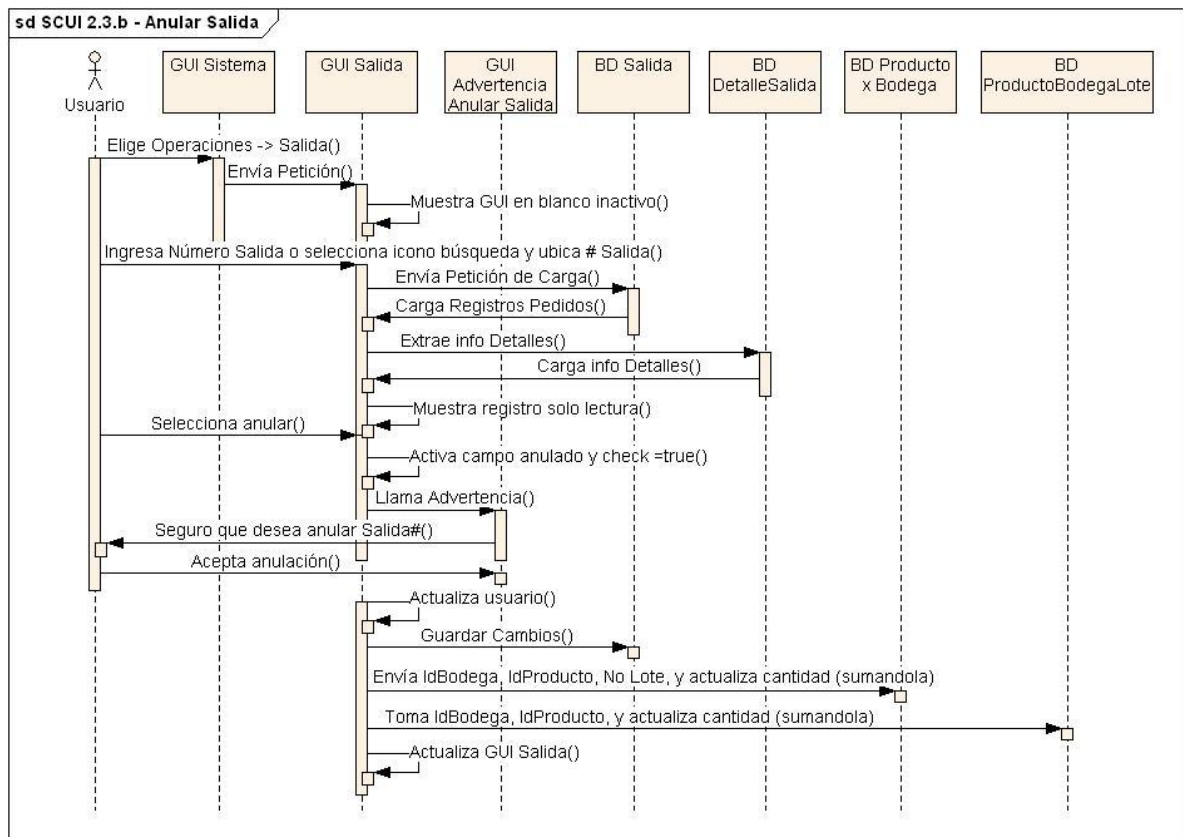 sd SCUI 2.3.b - Anular Salida
Usuario
GUI Sistema
GUI Salida
GUI
Advertencia
Anular Salida
BD Salida
BD
DetalleSalida
BD Producto
x Bodega
BD
ProductoBodegaLote
Elige Operaciones -> Salida()
Envía Petición()
Muestra GUI en blanco inactivo()
Ingresa Número Salida o selecciona icono búsqueda y ubica # Salida()
Envía Petición de Carga()
Carga Registros Pedidos()
Extrae info Detalles()
Carga info Detalles()
Muestra registro solo lectura()
Selecciona anular()
Activa campo anulado y check =true()
Llama Advertencia()
Seguro que desea anular Salida#()
Acepta anulación()
Actualiza usuario()
Guardar Cambios()
Envía IdBodega, IdProducto, No Lote, y actualiza cantidad (sumandola)
Toma IdBodega, IdProducto, y actualiza cantidad (sumandola)
Actualiza GUI Salida()